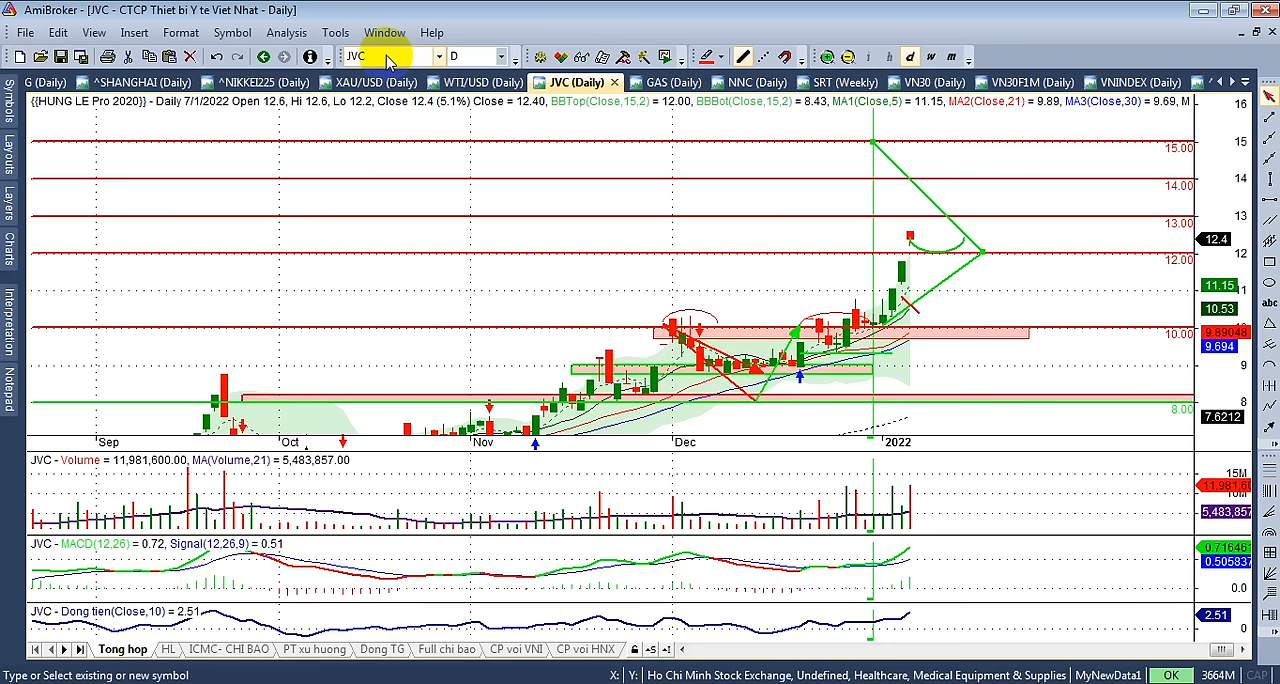 AmiBroker - [JVC - CTCP Thiet bi Y te Viet Nhat - Daily]
File Edit View Insert Format Symbol Analysis Tools Window Help
JVC D i h d w m
G (Daily) ^SHANGHAI (Daily) ^NIKKEI225 (Daily) XAU/USD (Daily) WTI/USD (Daily) JVC (Daily) GAS (Daily) NNC (Daily) SRT (Weekly) VN30 (Daily) VN30F1M (Daily) VNINDEX (Daily)
{{HUNG LE Pro 2020}} - Daily 7/1/2022 Open 12.6, Hi 12.6, Lo 12.2, Close 12.4 (5.1%) Close = 12.40, BBTop(Close,15,2) = 12.00, BBBot(Close,15,2) = 8.43, MA1(Close,5) = 11.15, MA2(Close,21) = 9.89, MA3(Close,30) = 9.69, M
Symbols
Layouts
Layers
Charts
Interpretation
Notepad
16
15
15.00
14
14.00
13
13.00
12.4
12
12.00
11.15
11
10.53
10.00
9.89048
9.694
9
8
8.00
7.6212
abc
Sep Oct Nov Dec 2022
JVC - Volume = 11,981,600.00, MA(Volume,21) = 5,483,857.00
15M
11,981,60
5,483,857
JVC - MACD(12,26) = 0.72, Signal(12,26,9) = 0.51
0.716461
0.505837
0.0
JVC - Dong tien(Close,10) = 2.51
2.51
0
Tong hop HL ICMC- CHI BAO PT xu huong Dong TG Full chi bao CP voi VNI CP voi HNX
Type or Select existing or new symbol X: Y: Ho Chi Minh Stock Exchange, Undefined, Healthcare, Medical Equipment & Supplies MyNewData1 OK 3664M CAP